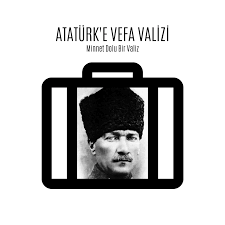 ATATÜRK'E VEFA VALİZİ
Minnet Dolu Bir Valiz